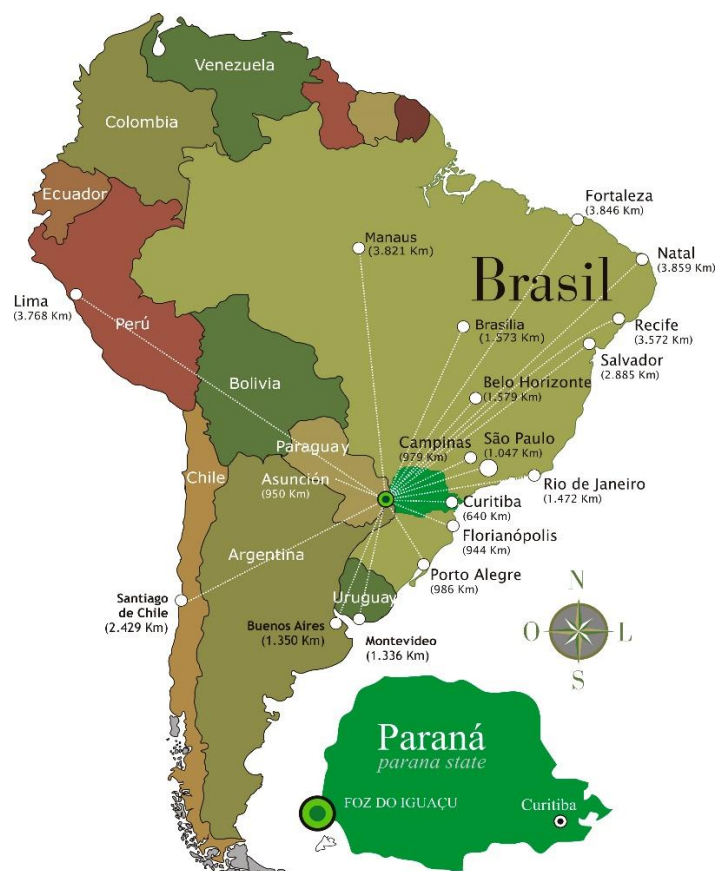 Venezuela
Colombia
Ecuador
Fortaleza
(3.846 Km)
Manaus
(3.821 Km)
Brasil
Natal
(3.859 Km)
Lima
(3.768 Km)
Perú
Brasilia
(1.573 Km)
Recife
(3.572 Km)
Salvador
(2.885 Km)
Bolivia
Belo Horizonte
(1.579 Km)
Paraguay
Campinas
(979 Km)
São Paulo
(1.047 Km)
Chile
Asunción
(950 Km)
Rio de Janeiro
(1.472 Km)
Curitiba
(640 Km)
Florianópolis
(944 Km)
Argentina
Porto Alegre
(986 Km)
Santiago
de Chile
(2.429 Km)
Uruguay
Buenos Aires
(1.350 Km)
Montevideo
(1.336 Km)
N
O L
S
Paraná
parana state
FOZ DO IGUAÇU
Curitiba